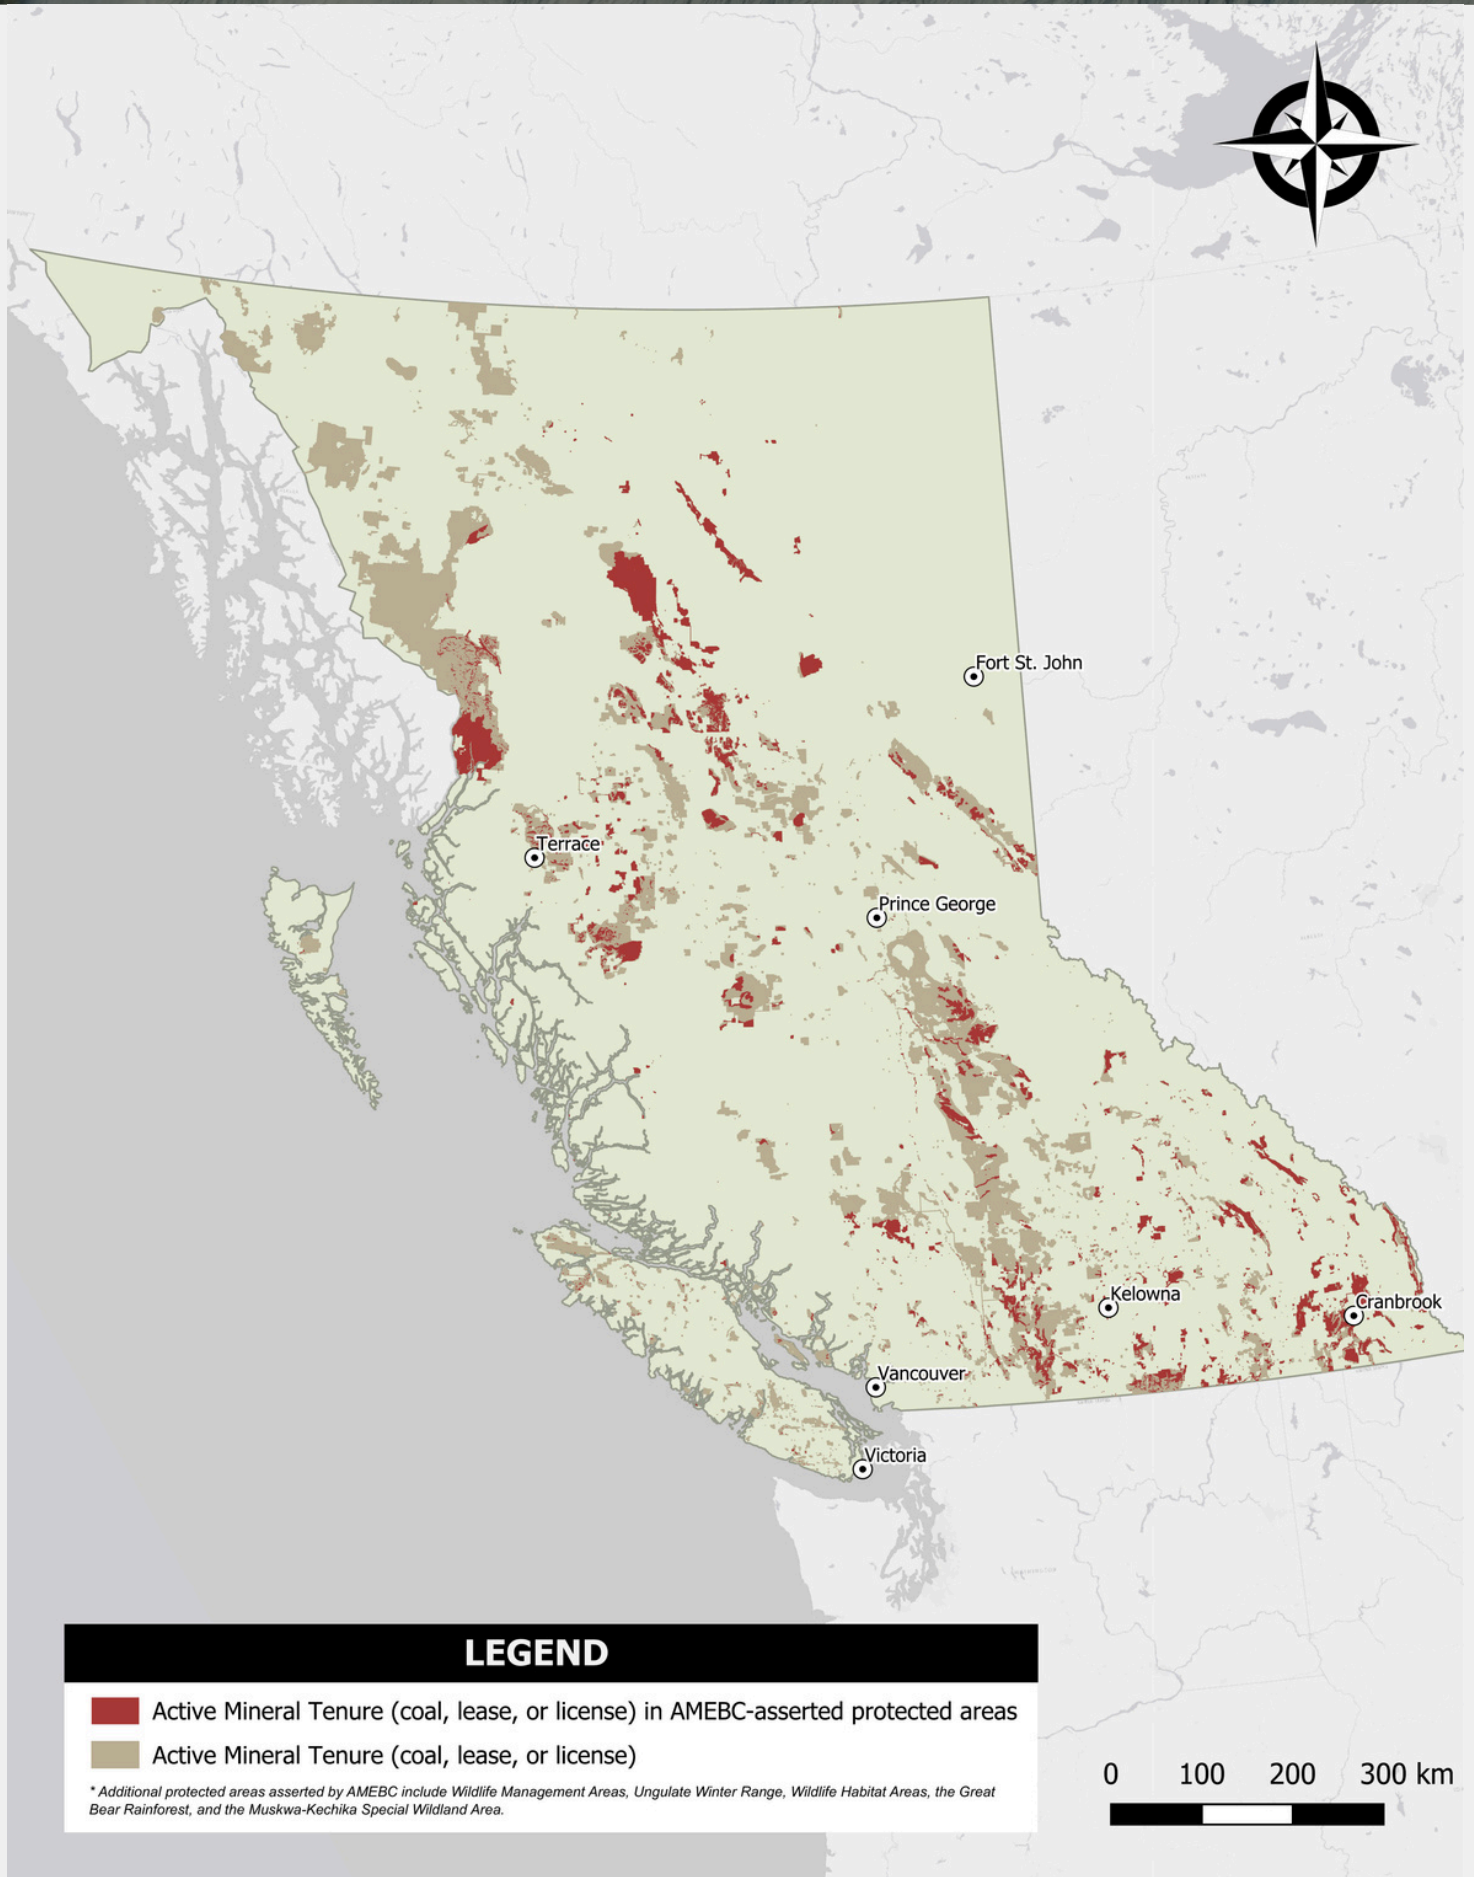 Fort St. John
Terrace
Prince George
Kelowna
Cranbrook
Vancouver
Victoria
LEGEND
Active Mineral Tenure (coal, lease, or license) in AMEBC-asserted protected areas
Active Mineral Tenure (coal, lease, or license)
* Additional protected areas asserted by AMEBC include Wildlife Management Areas, Ungulate Winter Range, Wildlife Habitat Areas, the Great
Bear Rainforest, and the Muskwa-Kechika Special Wildland Area.
0 100 200 300 km